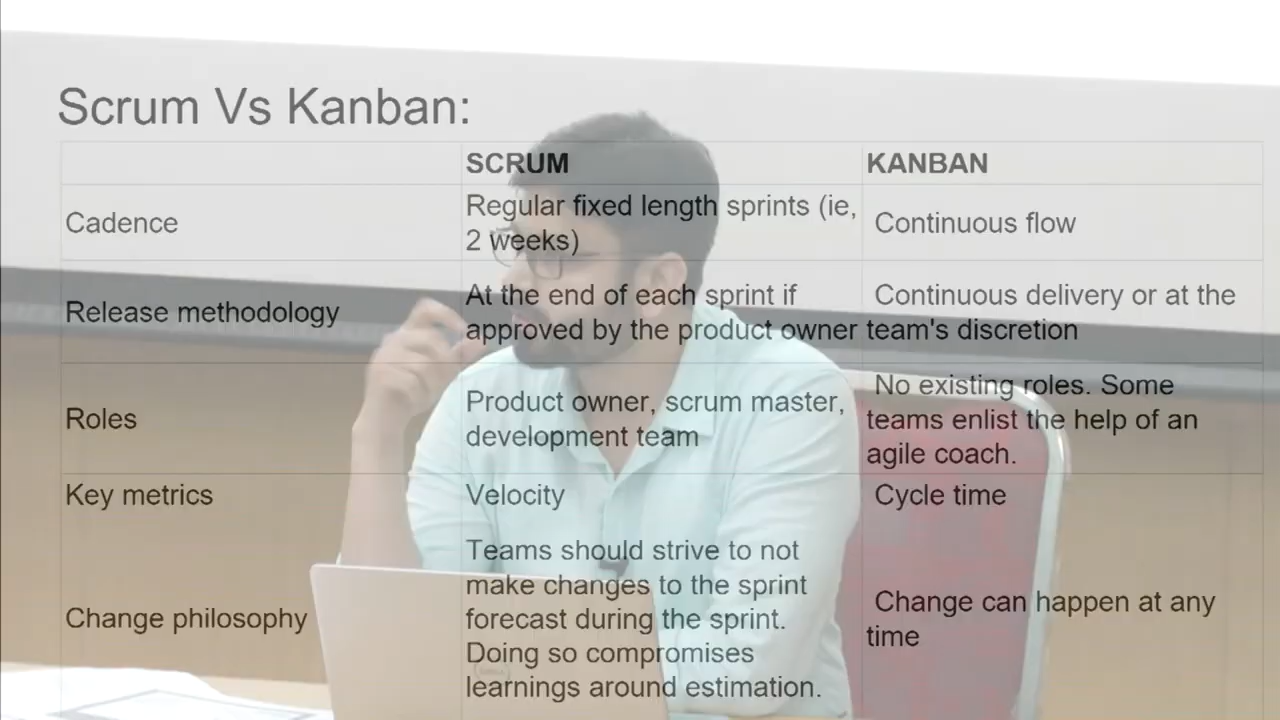 Scrum Vs Kanban:
SCRUM KANBAN
Cadence
Regular fixed length sprints (ie,
2 weeks)
Continuous flow
Release methodology
At the end of each sprint if
approved by the product owner
Continuous delivery or at the
team's discretion
Roles
Product owner, scrum master,
development team
No existing roles. Some
teams enlist the help of an
agile coach.
Key metrics
Velocity
Cycle time
Change philosophy
Teams should strive to not
make changes to the sprint
forecast during the sprint.
Doing so compromises
learnings around estimation.
Change can happen at any
time